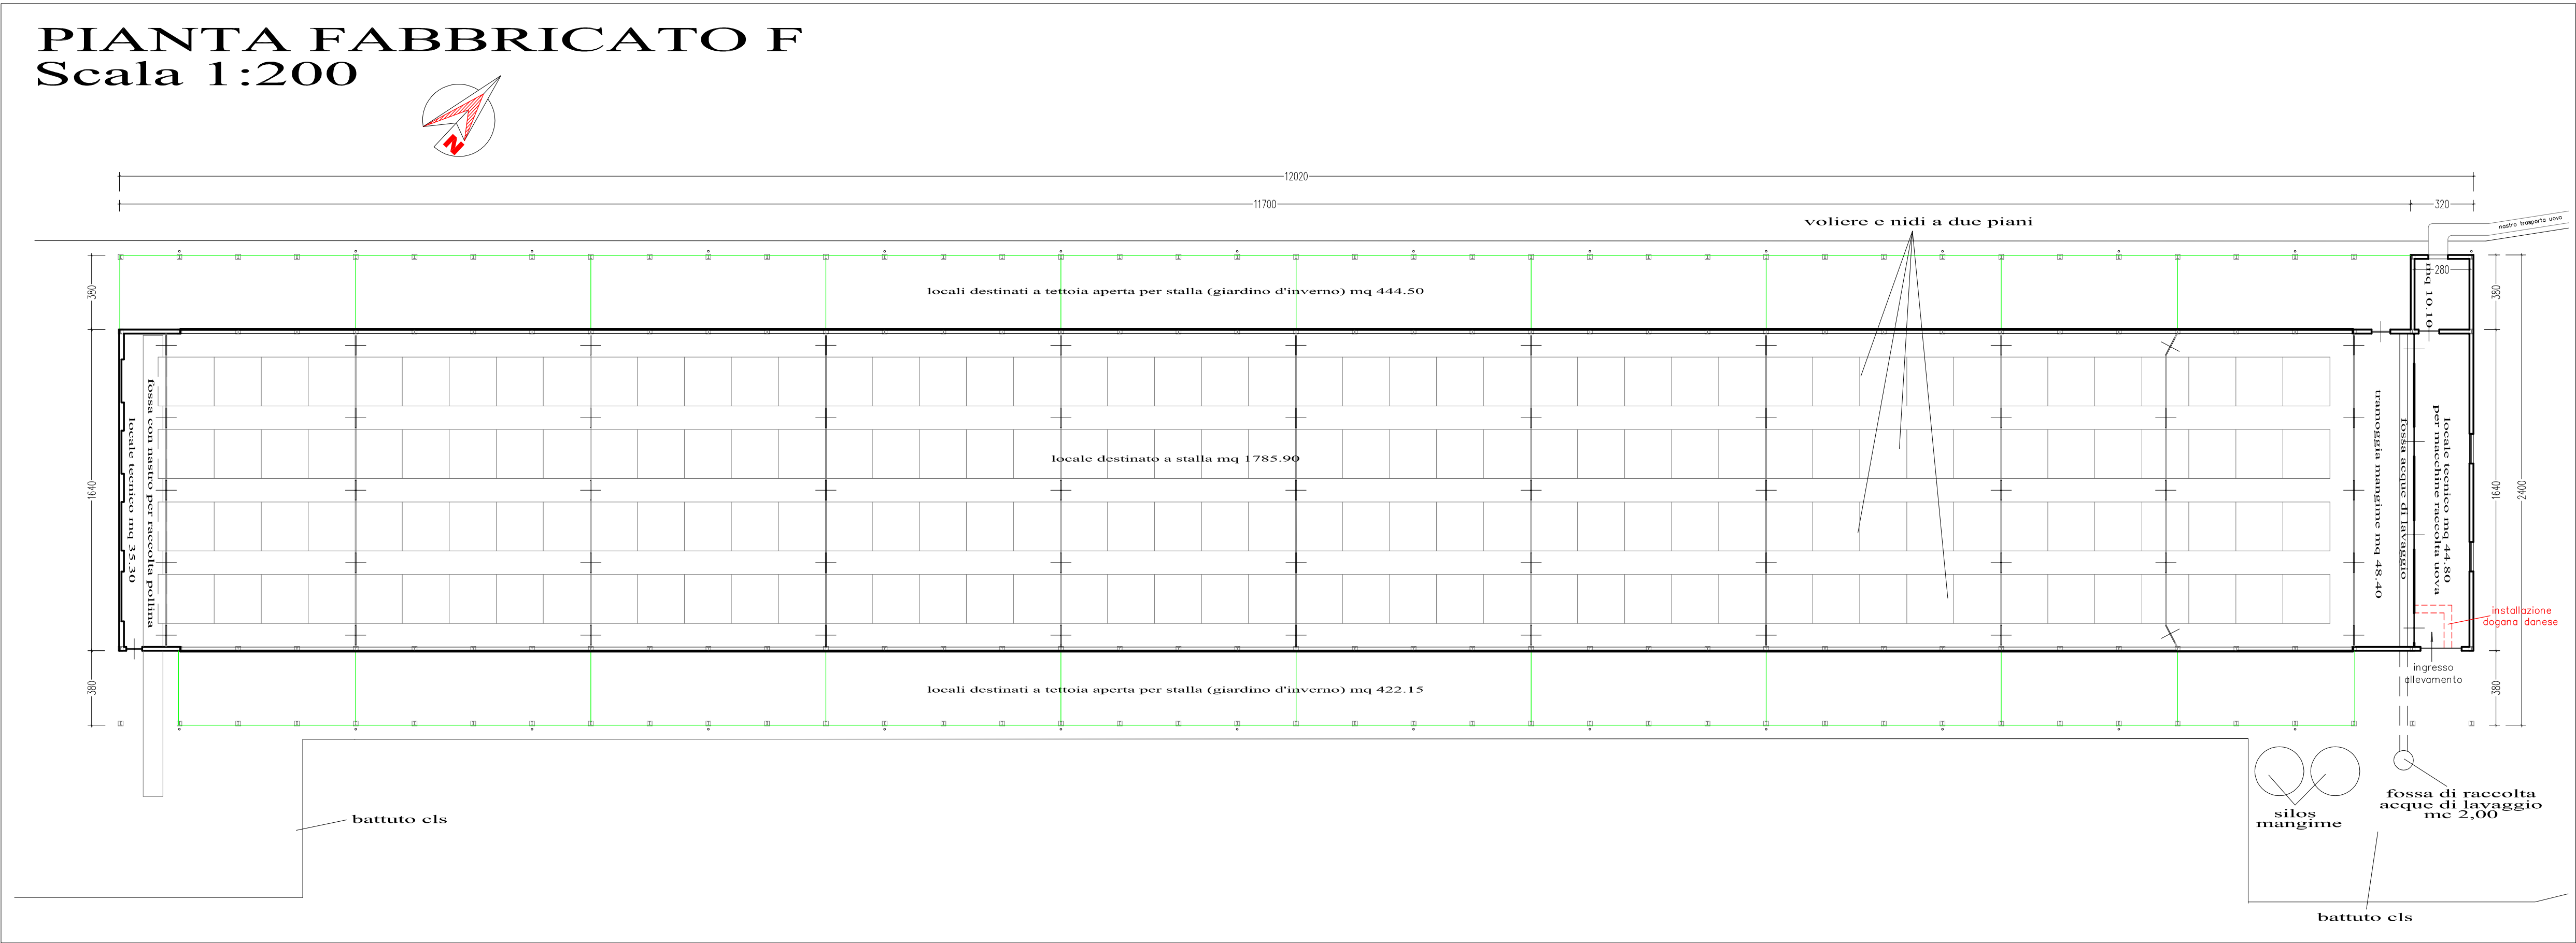 PIANTA FABBRICATO F
Scala 1:200
N
12020
11700
320
voliere e nidi a due piani
nastro trasporto uova
380
locali destinati a tettoia aperta per stalla (giardino d'inverno) mq 444.50
mq 10.10
280
380
1640
locale tecnico mq 35.30
fossa con nastro per raccolta pollina
locale destinato a stalla mq 1785.90
tramoggia mangime mq 48.40
fossa acque di lavaggio
locale tecnico mq 44.80
per macchine raccolta uova
1640
2400
installazione
dogana danese
ingresso
allevamento
380
locali destinati a tettoia aperta per stalla (giardino d'inverno) mq 422.15
380
battuto cls
silos
mangime
fossa di raccolta
acque di lavaggio
mc 2,00
battuto cls